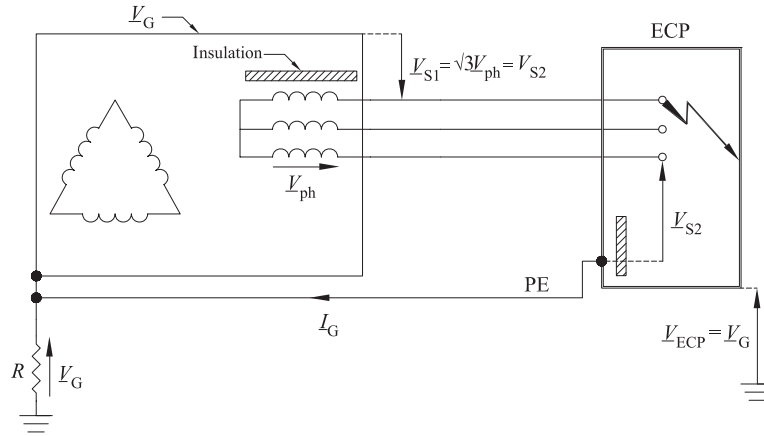 V_G
ECP
Insulation
V_S1 = √3V_ph = V_S2
V_ph
V_S2
PE
I_G
V_ECP = V_G
R
V_G